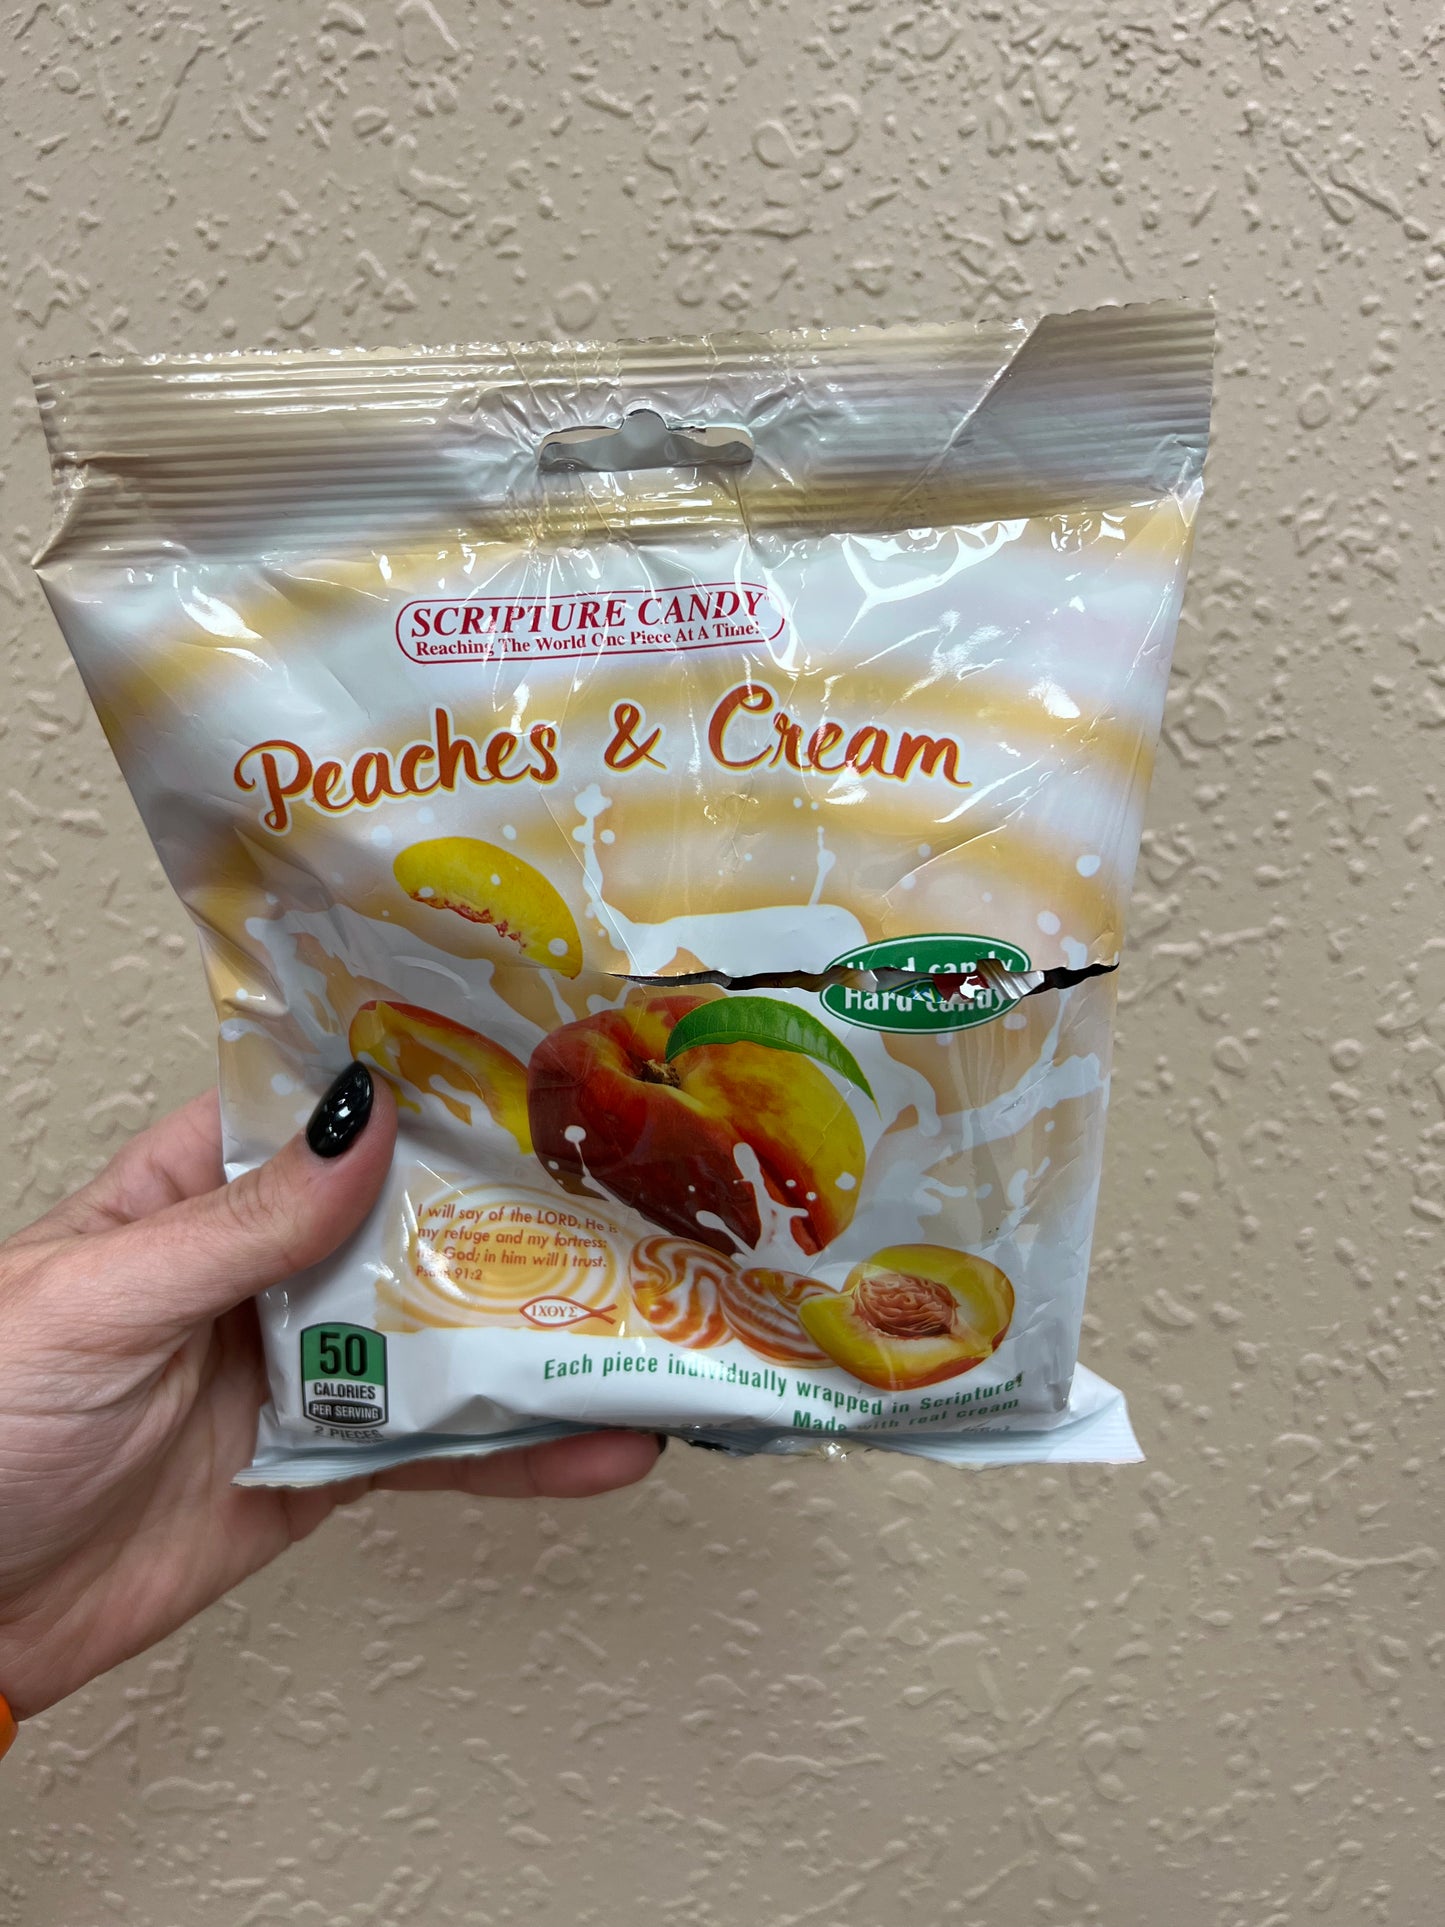 SCRIPTURE CANDY
Reaching The World One Piece At A Time!
Peaches & Cream
Hard candy
Hard candy
I will say of the LORD, He is
my refuge and my fortress:
God; in him will I trust.
Psalm 91:2
ΙΧΘΥΣ
50
CALORIES
PER SERVING
2 PIECES
Each piece individually wrapped in Scripture!
Made with real cream